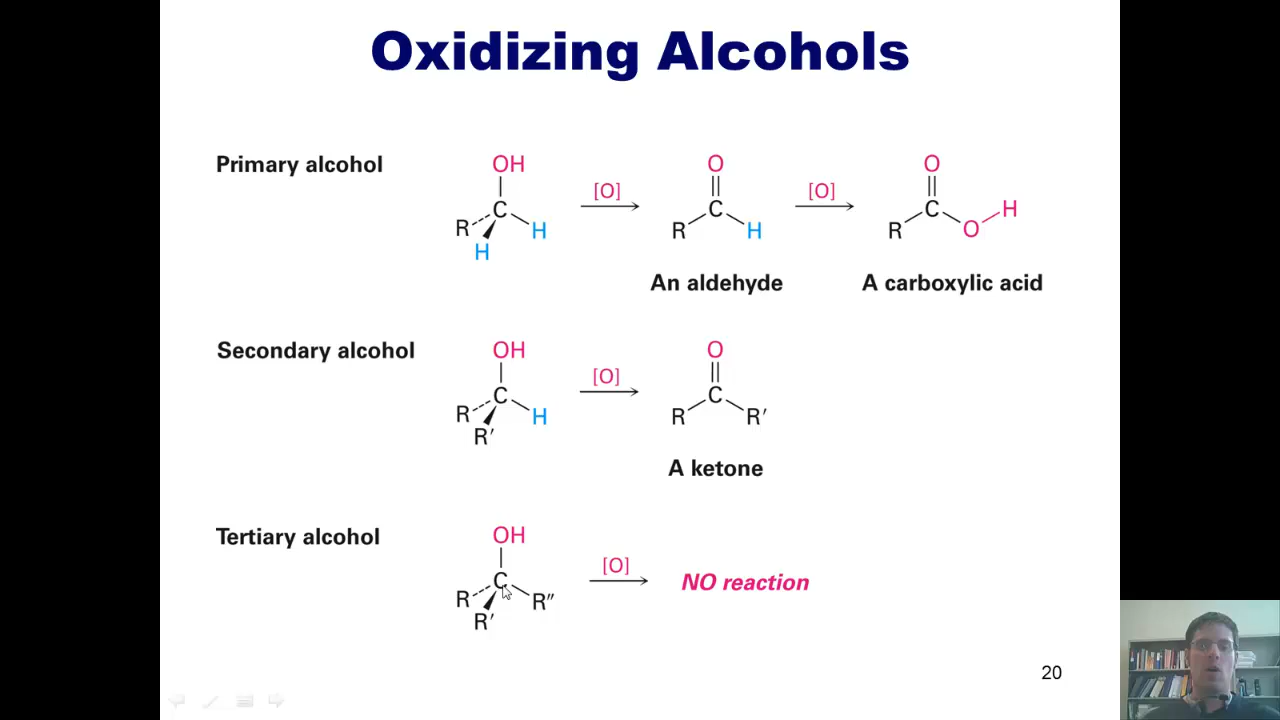 Oxidizing Alcohols
Primary alcohol
OH
C
R
H
H
[O]
O
C
R
H
An aldehyde
[O]
O
C
R
O
H
A carboxylic acid
Secondary alcohol
OH
C
R
R′
H
[O]
O
C
R
R′
A ketone
Tertiary alcohol
OH
C
R
R′
R″
[O]
NO reaction
20